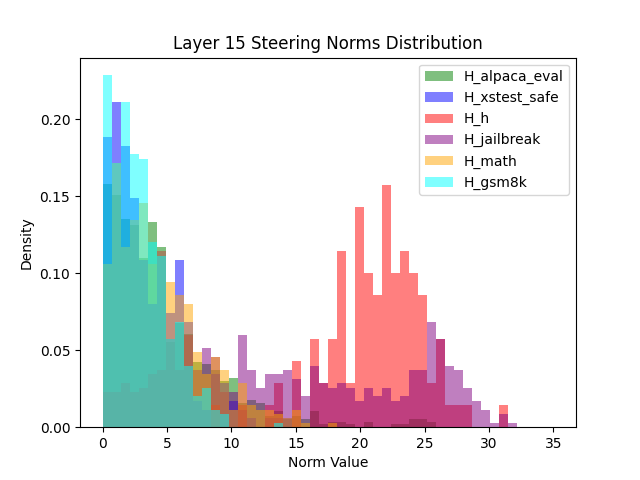 Layer 15 Steering Norms Distribution
H_alpaca_eval
H_xstest_safe
H_h
H_jailbreak
H_math
H_gsm8k
Density
0.20
0.15
0.10
0.05
0.00
0 5 10 15 20 25 30 35
Norm Value